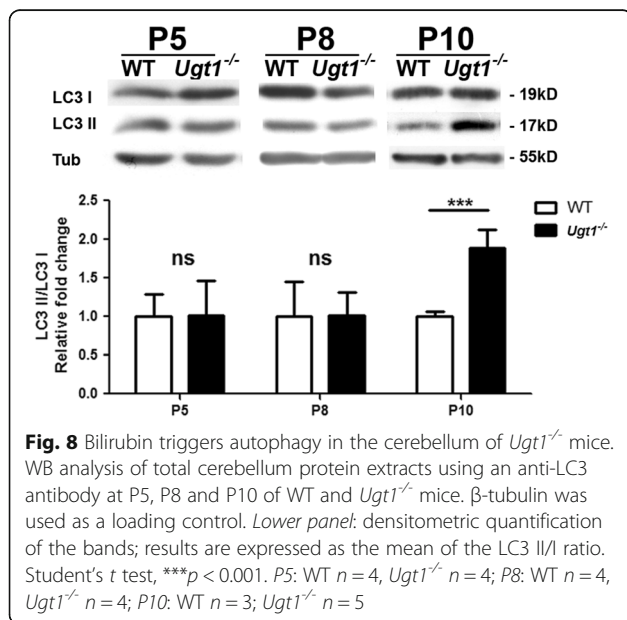 P5 P8 P10
WT Ugt1-/- WT Ugt1-/- WT Ugt1-/-
LC3 I - 19kD
LC3 II - 17kD
Tub - 55kD
LC3 II/LC3 I
Relative fold change
2.5
2.0
1.5
1.0
0.5
0.0
ns
ns
***
WT
Ugt1-/-
P5 P8 P10
Fig. 8 Bilirubin triggers autophagy in the cerebellum of Ugt1-/- mice.
WB analysis of total cerebellum protein extracts using an anti-LC3
antibody at P5, P8 and P10 of WT and Ugt1-/- mice. β-tubulin was
used as a loading control. Lower panel: densitometric quantification
of the bands; results are expressed as the mean of the LC3 II/I ratio.
Student's t test, ***p < 0.001. P5: WT n = 4, Ugt1-/- n = 4; P8: WT n = 4,
Ugt1-/- n = 4; P10: WT n = 3; Ugt1-/- n = 5